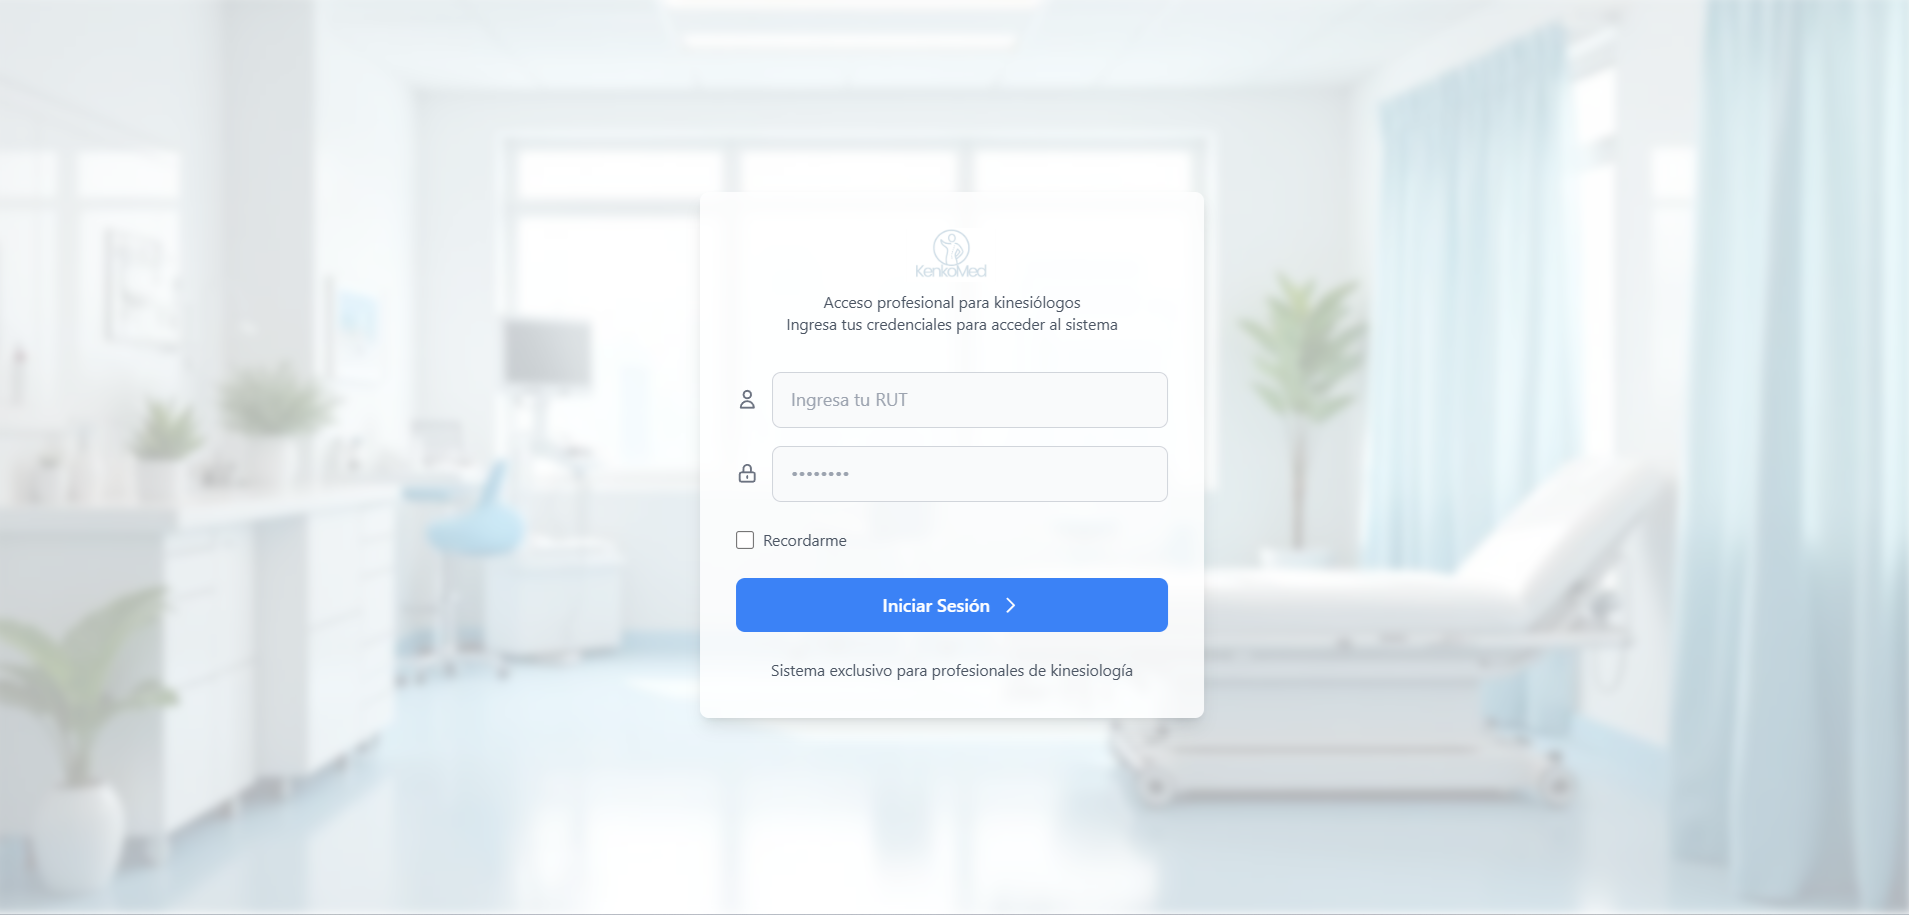 KenkoMed
Acceso profesional para kinesiólogos
Ingresa tus credenciales para acceder al sistema
Ingresa tu RUT
••••••••
Recordarme
Iniciar Sesión
Sistema exclusivo para profesionales de kinesiología